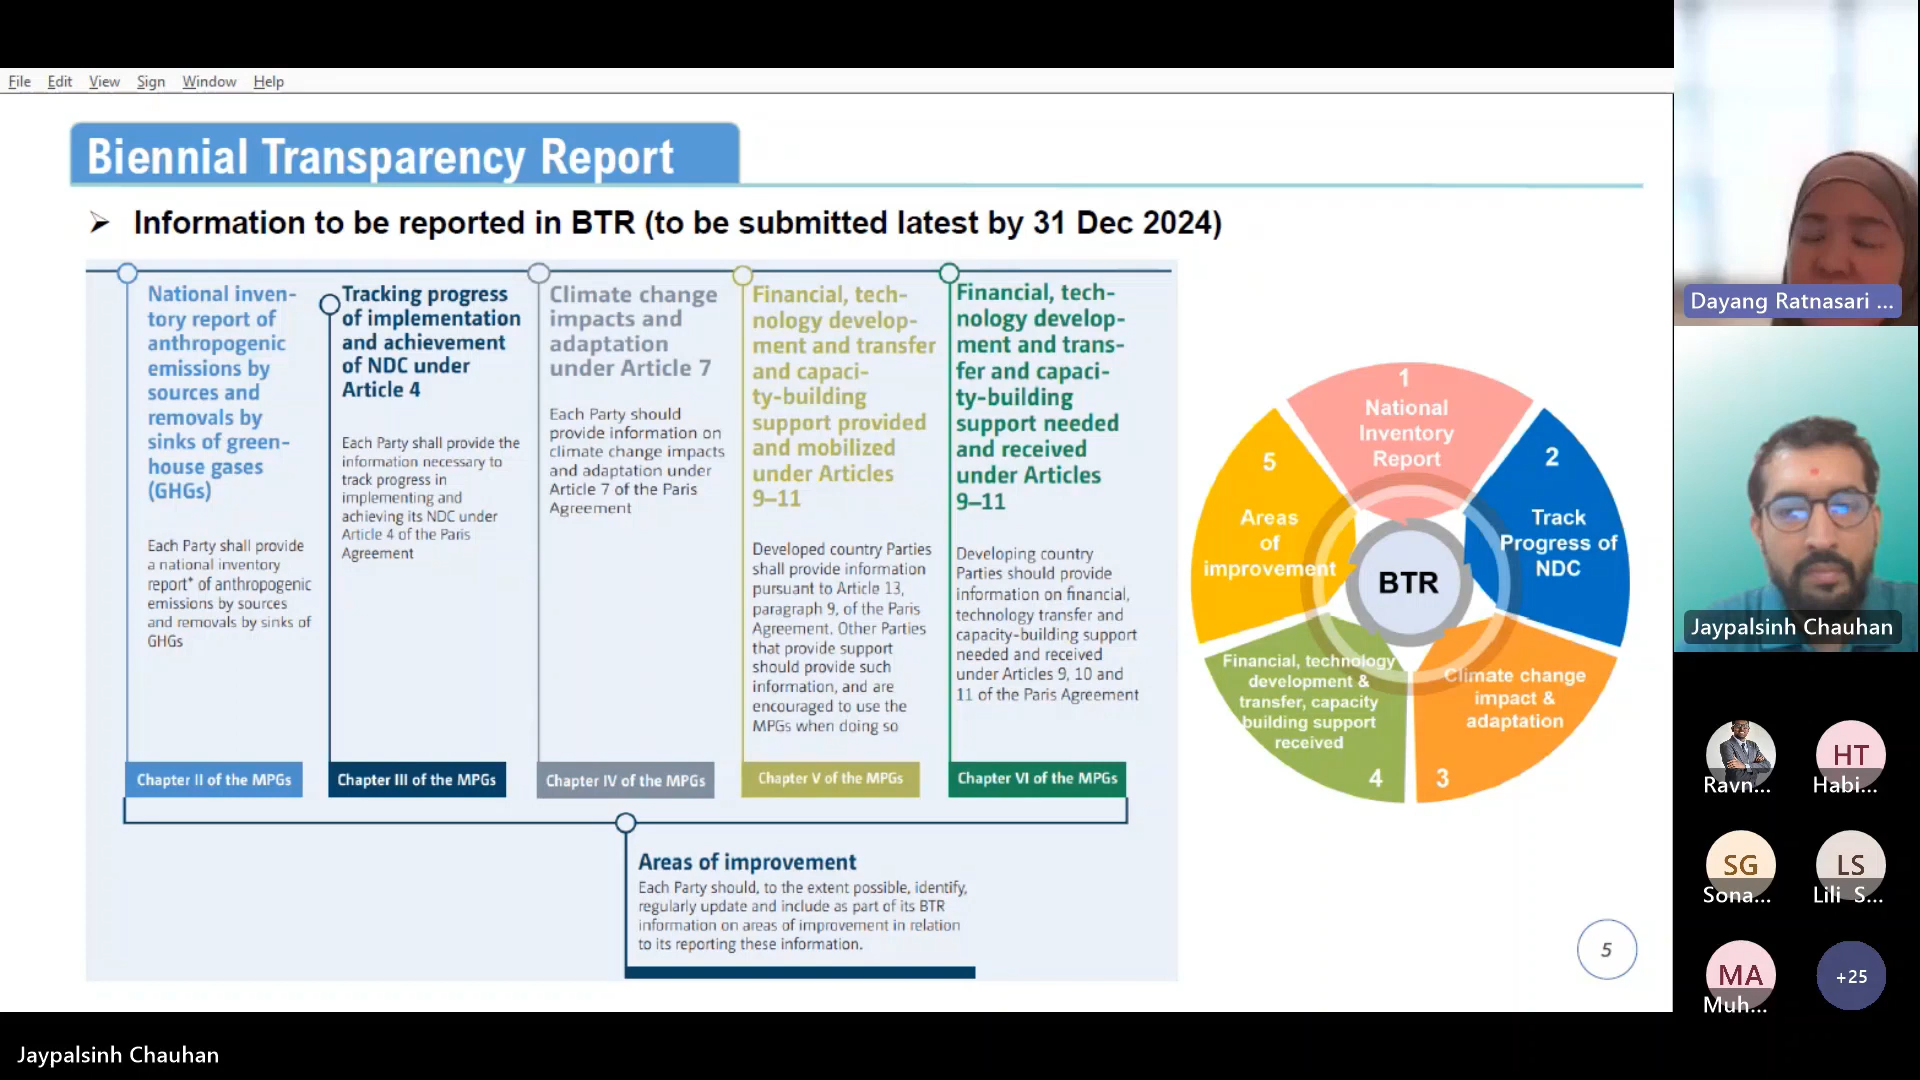 File Edit View Sign Window Help
Biennial Transparency Report
➢ Information to be reported in BTR (to be submitted latest by 31 Dec 2024)
National inven-
tory report of
anthropogenic
emissions by
sources and
removals by
sinks of green-
house gases
(GHGs)
Each Party shall provide
a national inventory
report* of anthropogenic
emissions by sources
and removals by sinks of
GHGs
Chapter II of the MPGs
Tracking progress
of implementation
and achievement
of NDC under
Article 4
Each Party shall provide the
information necessary to
track progress in
implementing and
achieving its NDC under
Article 4 of the Paris
Agreement
Chapter III of the MPGs
Climate change
impacts and
adaptation
under Article 7
Each Party should
provide information on
climate change impacts
and adaptation under
Article 7 of the Paris
Agreement
Chapter IV of the MPGs
Financial, tech-
nology develop-
ment and transfer
and capaci-
ty-building
support provided
and mobilized
under Articles
9–11
Developed country Parties
shall provide information
pursuant to Article 13,
paragraph 9, of the Paris
Agreement. Other Parties
that provide support
should provide such
information, and are
encouraged to use the
MPGs when doing so
Chapter V of the MPGs
Financial, tech-
nology develop-
ment and trans-
fer and capaci-
ty-building
support needed
and received
under Articles
9–11
Developing country
Parties should provide
information on financial,
technology transfer and
capacity-building support
needed and received
under Articles 9, 10 and
11 of the Paris Agreement
Chapter VI of the MPGs
Areas of improvement
Each Party should, to the extent possible, identify,
regularly update and include as part of its BTR
information on areas of improvement in relation
to its reporting these information.
1
National
Inventory
Report
2
Track
Progress of
NDC
Climate change
impact &
adaptation
3
Financial, technology
development &
transfer, capacity
building support
received
4
5
Areas
of
improvement
BTR
5
Dayang Ratnasari ...
Jaypalsinh Chauhan
Ravn...
HT
Habi...
SG
Sona...
LS
Lili S...
MA
Muh...
+25
Jaypalsinh Chauhan